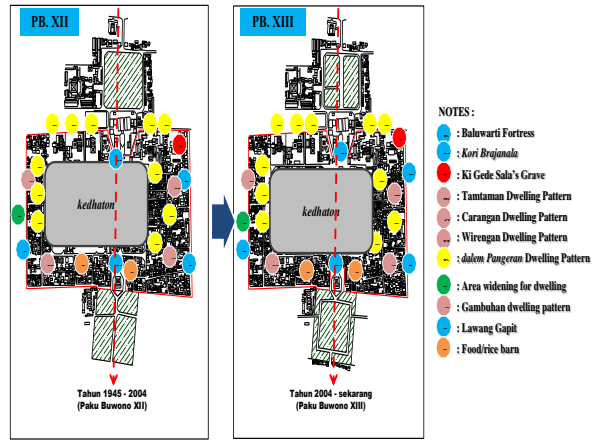 PB. XII
kedhaton
Tahun 1945 - 2004
(Paku Buwono XII)
PB. XIII
kedhaton
Tahun 2004 - sekarang
(Paku Buwono XIII)
NOTES :
: Baluwarti Fortress
: Kori Brajanala
: Ki Gede Sala's Grave
: Tamtaman Dwelling Pattern
: Carangan Dwelling Pattern
: Wirengan Dwelling Pattern
: dalem Pangeran Dwelling Pattern
: Area widening for dwelling
: Gambuhan dwelling pattern
: Lawang Gapit
: Food/rice barn